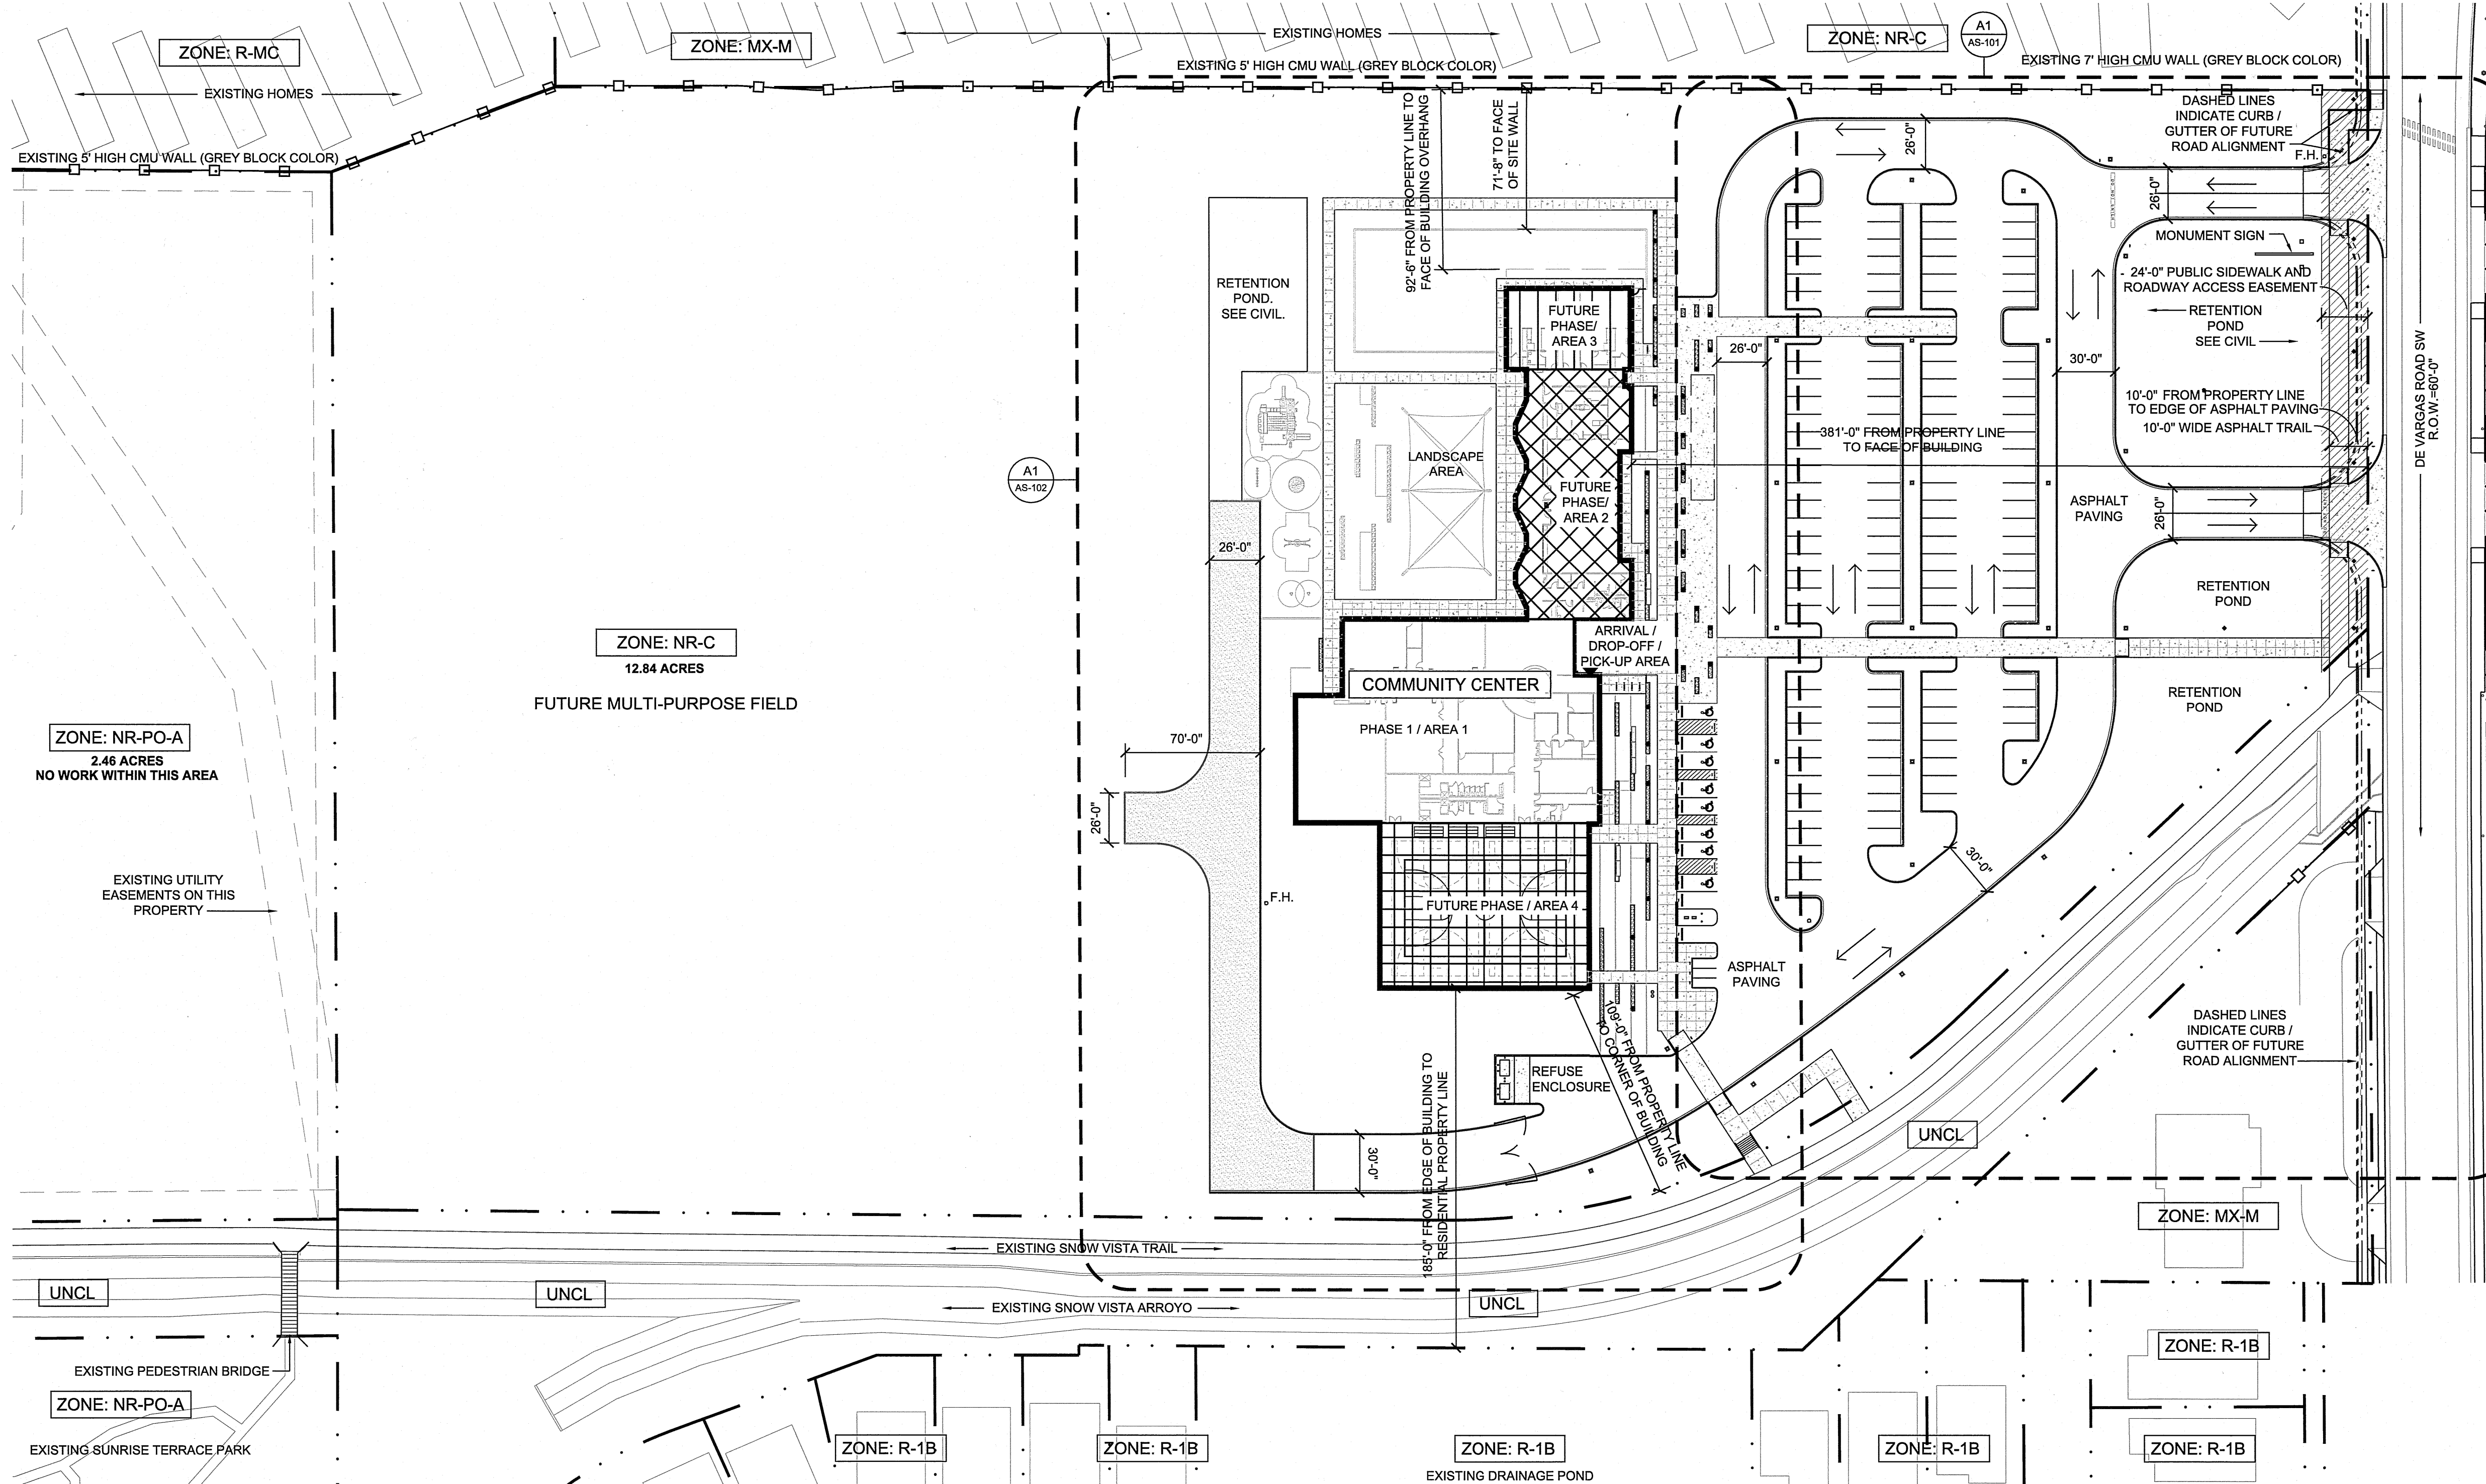 ZONE: R-MC
EXISTING HOMES
EXISTING 5' HIGH CMU WALL (GREY BLOCK COLOR)
ZONE: MX-M
EXISTING HOMES
EXISTING 5' HIGH CMU WALL (GREY BLOCK COLOR)
ZONE: NR-C
A1
AS-101
EXISTING 7' HIGH CMU WALL (GREY BLOCK COLOR)
DASHED LINES
INDICATE CURB /
GUTTER OF FUTURE
ROAD ALIGNMENT
F.H.
92'-6" FROM PROPERTY LINE TO
FACE OF BUILDING OVERHANG
71'-8" TO FACE
OF SITE WALL
26'-0"
26'-0"
MONUMENT SIGN
24'-0" PUBLIC SIDEWALK AND
ROADWAY ACCESS EASEMENT
RETENTION
POND
SEE CIVIL
RETENTION
POND.
SEE CIVIL.
FUTURE
PHASE/
AREA 3
26'-0"
30'-0"
DE VARGAS ROAD SW
R.O.W.=60'-0"
10'-0" FROM PROPERTY LINE
TO EDGE OF ASPHALT PAVING
10'-0" WIDE ASPHALT TRAIL
381'-0" FROM PROPERTY LINE
TO FACE OF BUILDING
LANDSCAPE
AREA
A1
AS-102
FUTURE
PHASE/
AREA 2
ASPHALT
PAVING
26'-0"
26'-0"
RETENTION
POND
ZONE: NR-C
12.84 ACRES
FUTURE MULTI-PURPOSE FIELD
ARRIVAL /
DROP-OFF /
PICK-UP AREA
COMMUNITY CENTER
PHASE 1 / AREA 1
RETENTION
POND
ZONE: NR-PO-A
2.46 ACRES
NO WORK WITHIN THIS AREA
70'-0"
26'-0"
30'-0"
EXISTING UTILITY
EASEMENTS ON THIS
PROPERTY
F.H.
FUTURE PHASE / AREA 4
ASPHALT
PAVING
DASHED LINES
INDICATE CURB /
GUTTER OF FUTURE
ROAD ALIGNMENT
109'-0" FROM PROPERTY LINE
TO CORNER OF BUILDING
REFUSE
ENCLOSURE
185'-0" FROM EDGE OF BUILDING TO
RESIDENTIAL PROPERTY LINE
30'-0"
UNCL
ZONE: MX-M
EXISTING SNOW VISTA TRAIL
UNCL
UNCL
EXISTING SNOW VISTA ARROYO
UNCL
EXISTING PEDESTRIAN BRIDGE
ZONE: NR-PO-A
EXISTING SUNRISE TERRACE PARK
ZONE: R-1B
ZONE: R-1B
ZONE: R-1B
ZONE: R-1B
EXISTING DRAINAGE POND
ZONE: R-1B
ZONE: R-1B